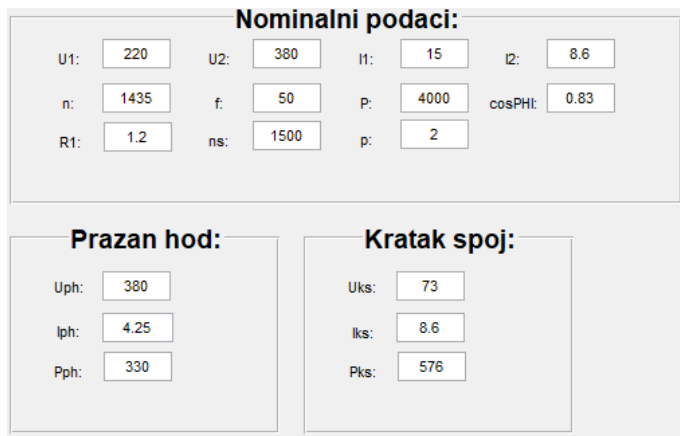 Nominalni podaci:
U1: 220 U2: 380 I1: 15 I2: 8.6
n: 1435 f: 50 P: 4000 cosPHI: 0.83
R1: 1.2 ns: 1500 p: 2
Prazan hod:
Uph: 380
Iph: 4.25
Pph: 330
Kratak spoj:
Uks: 73
Iks: 8.6
Pks: 576